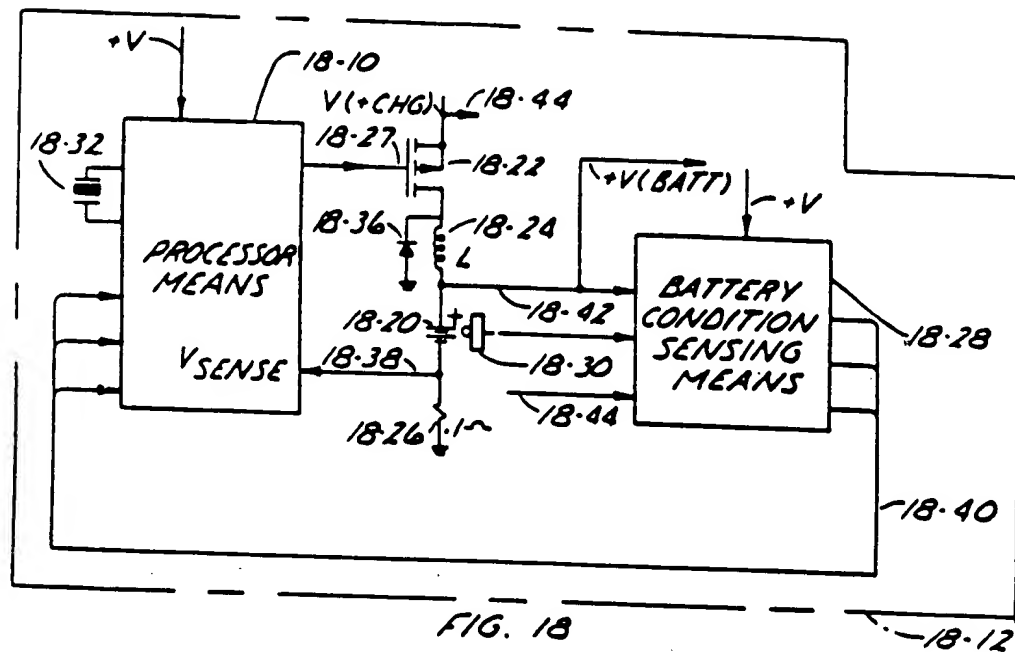 +V
18-10
V(+CHG)
18-44
18-32
18-27
18-22
+V(BATT)
+V
18-36
18-24
L
PROCESSOR
MEANS
18-42
BATTERY
CONDITION
SENSING
MEANS
18-28
18-20
+
18-30
VSENSE
18-38
18-44
18-26
.1Ω
18-40
FIG. 18
18-12